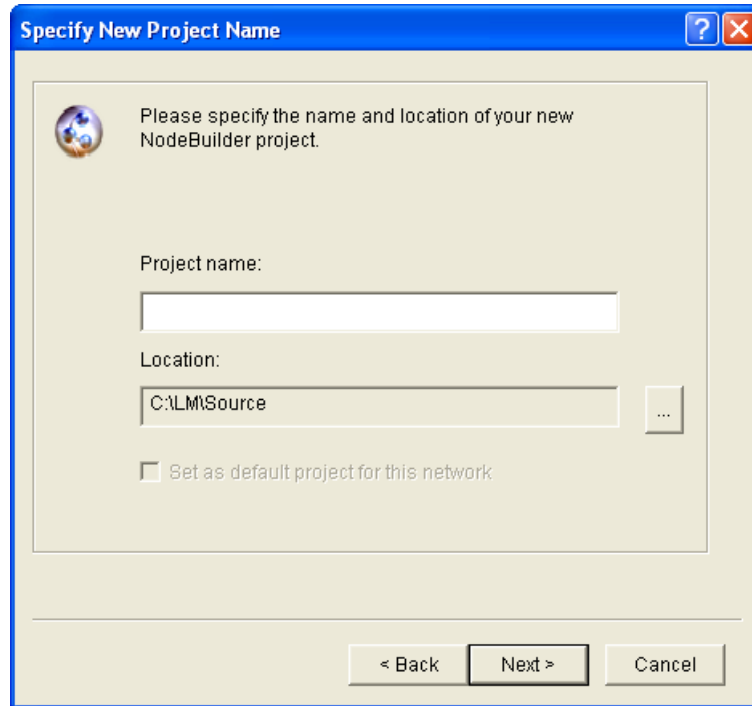 Specify New Project Name
Please specify the name and location of your new
NodeBuilder project.
Project name:
Location:
C:\LM\Source
...
Set as default project for this network
< Back
Next >
Cancel